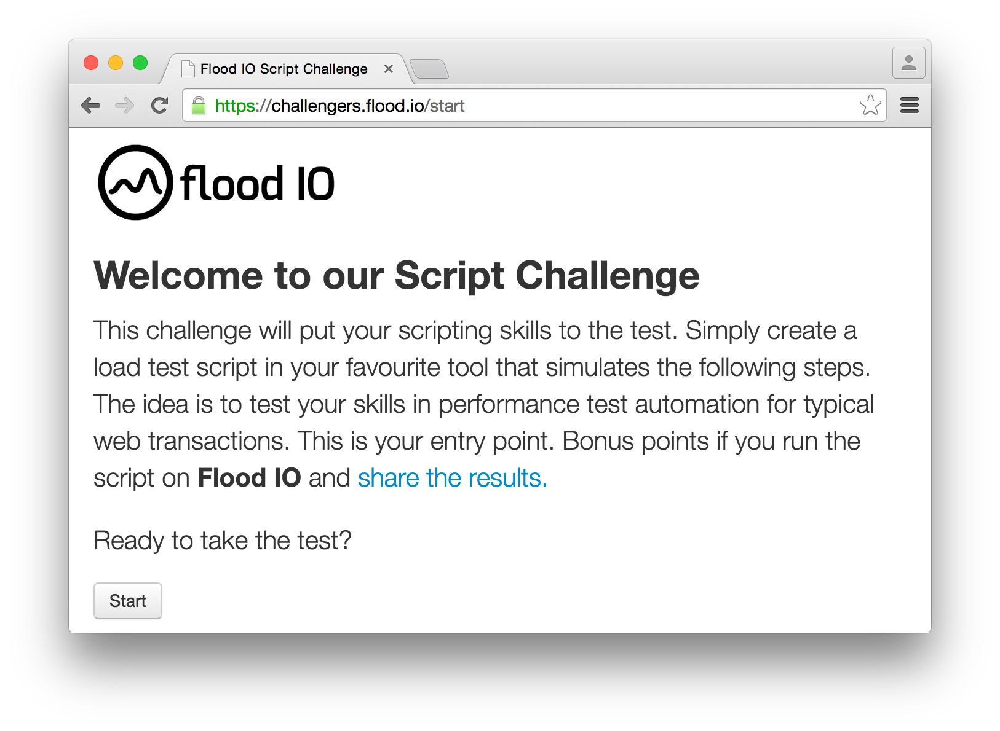 Flood IO Script Challenge
https://challengers.flood.io/start
flood IO
Welcome to our Script Challenge
This challenge will put your scripting skills to the test. Simply create a
load test script in your favourite tool that simulates the following steps.
The idea is to test your skills in performance test automation for typical
web transactions. This is your entry point. Bonus points if you run the
script on Flood IO and share the results.
Ready to take the test?
Start